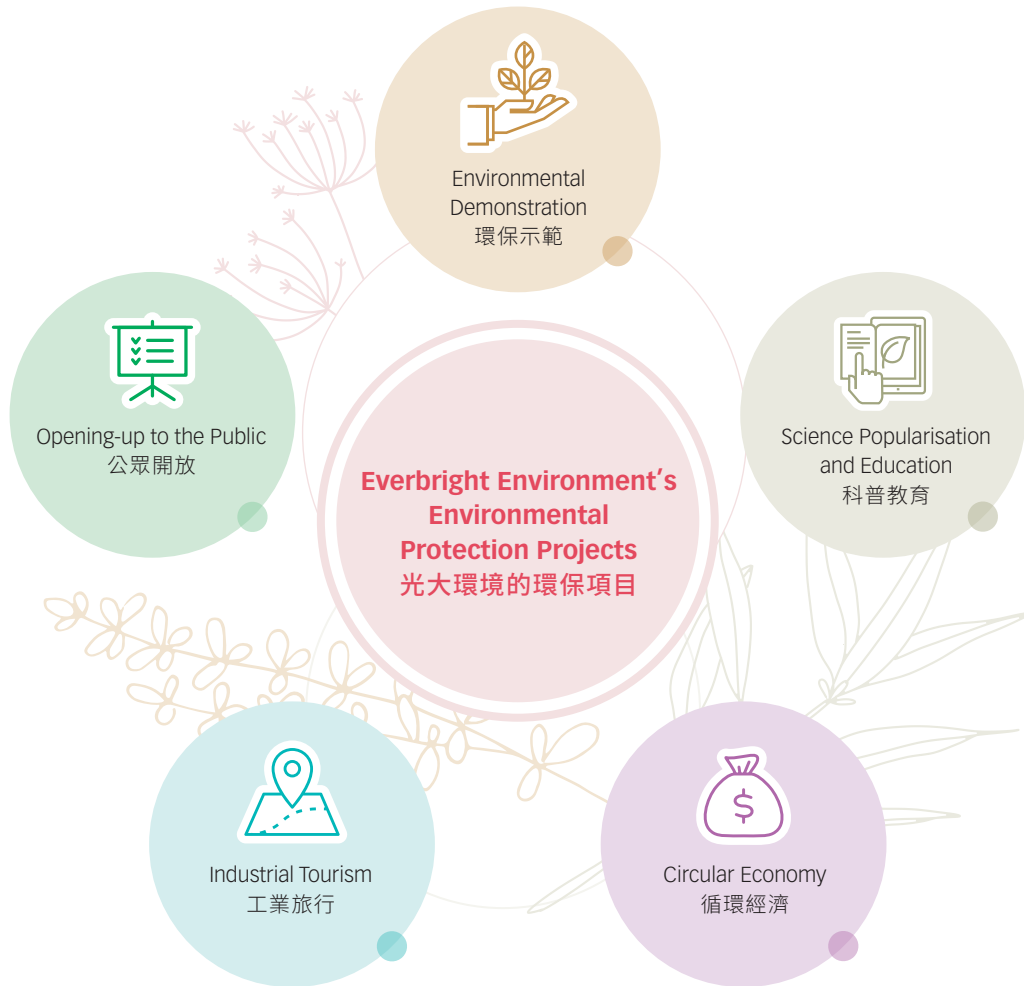 Environmental
Demonstration
環保示範
Opening-up to the Public
公眾開放
Science Popularisation
and Education
科普教育
Everbright Environment's
Environmental
Protection Projects
光大環境的環保項目
Industrial Tourism
工業旅行
Circular Economy
循環經濟
$